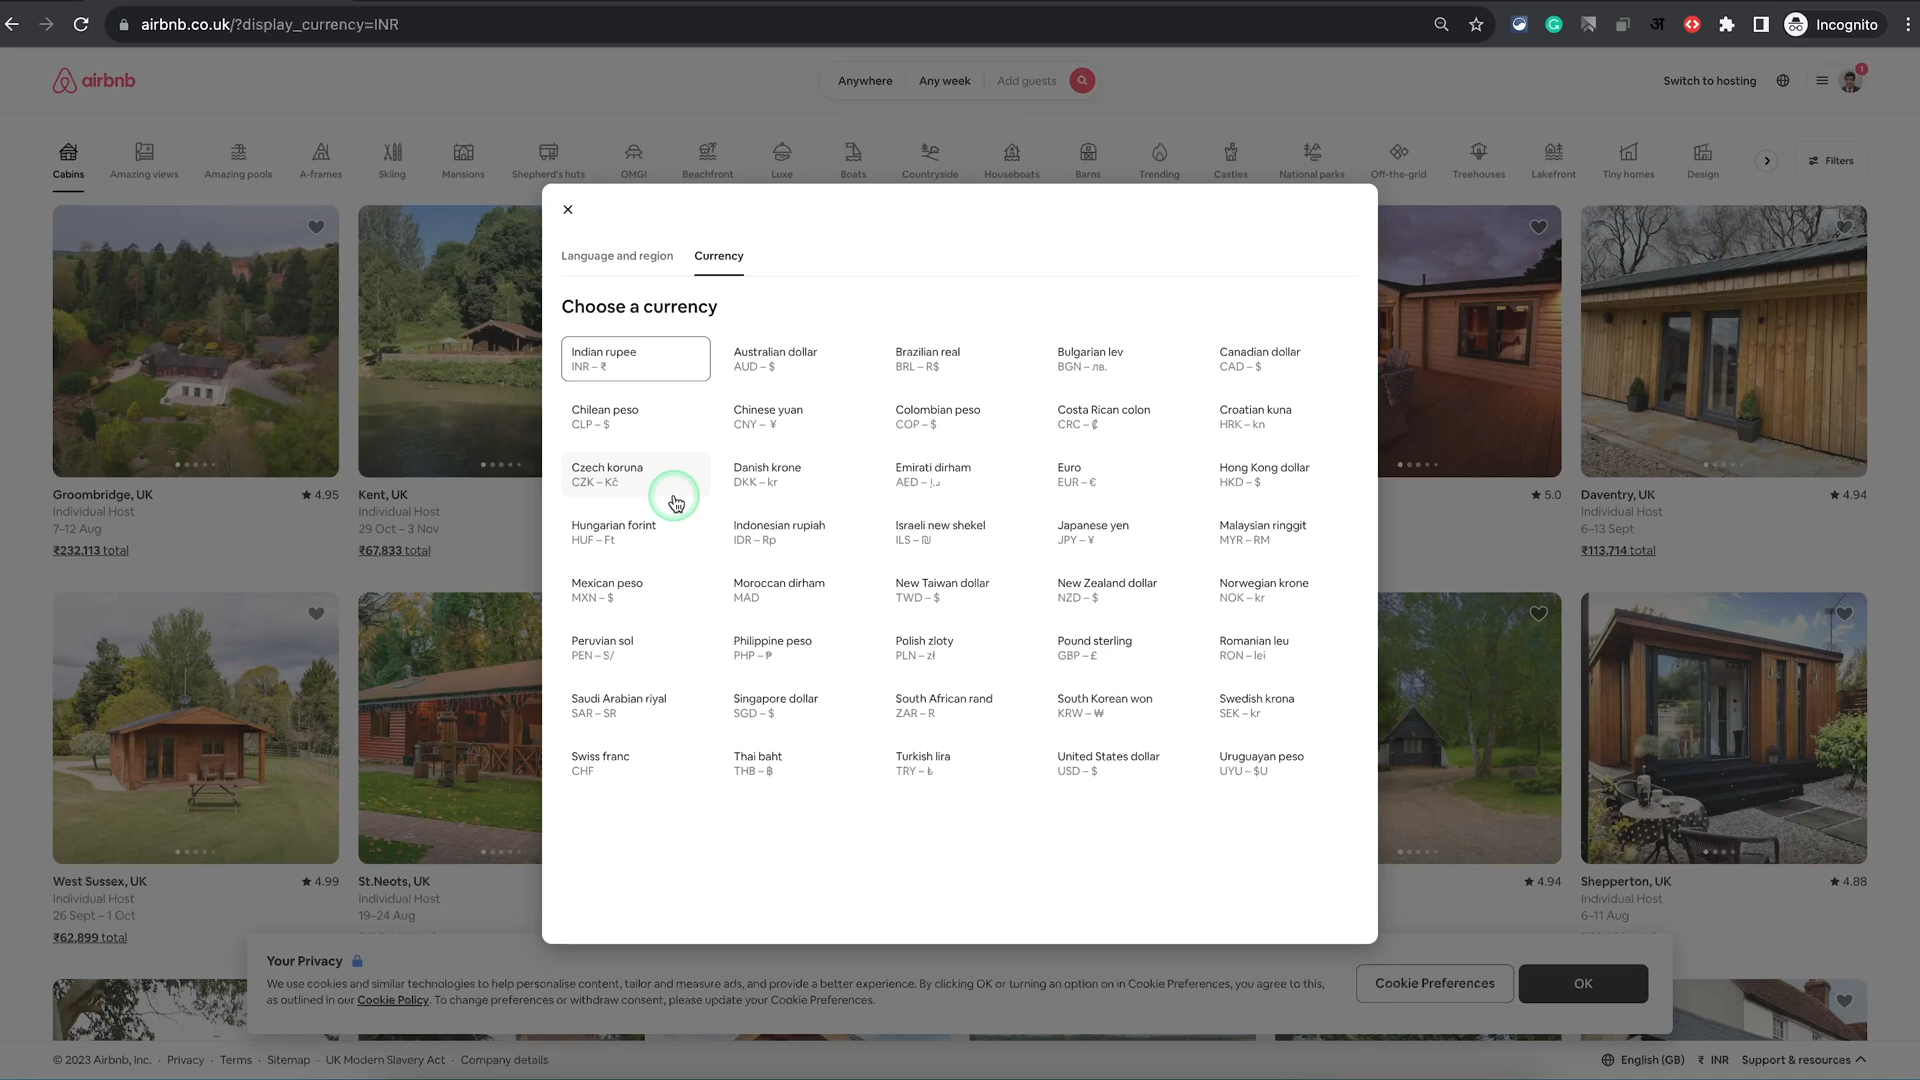 airbnb.co.uk/?display_currency=INR
Incognito
airbnb
Anywhere
Any week
Add guests
Switch to hosting
1
Cabins
Amazing views
Amazing pools
A-frames
Skiing
Mansions
Shepherd's huts
OMG!
Beachfront
Luxe
Boats
Countryside
Houseboats
Barns
Trending
Castles
National parks
Off-the-grid
Treehouses
Lakefront
Tiny homes
Design
Filters
Language and region
Currency
Choose a currency
Indian rupee
INR – ₹
Australian dollar
AUD – $
Brazilian real
BRL – R$
Bulgarian lev
BGN – лв.
Canadian dollar
CAD – $
Chilean peso
CLP – $
Chinese yuan
CNY – ¥
Colombian peso
COP – $
Costa Rican colon
CRC – ₡
Croatian kuna
HRK – kn
Czech koruna
CZK – Kč
Danish krone
DKK – kr
Emirati dirham
AED – د.إ
Euro
EUR – €
Hong Kong dollar
HKD – $
Hungarian forint
HUF – Ft
Indonesian rupiah
IDR – Rp
Israeli new shekel
ILS – ₪
Japanese yen
JPY – ¥
Malaysian ringgit
MYR – RM
Mexican peso
MXN – $
Moroccan dirham
MAD
New Taiwan dollar
TWD – $
New Zealand dollar
NZD – $
Norwegian krone
NOK – kr
Peruvian sol
PEN – S/
Philippine peso
PHP – ₱
Polish zloty
PLN – zł
Pound sterling
GBP – £
Romanian leu
RON – lei
Saudi Arabian riyal
SAR – SR
Singapore dollar
SGD – $
South African rand
ZAR – R
South Korean won
KRW – ₩
Swedish krona
SEK – kr
Swiss franc
CHF
Thai baht
THB – ฿
Turkish lira
TRY – ₺
United States dollar
USD – $
Uruguayan peso
UYU – $U
Groombridge, UK
★ 4.95
Individual Host
7–12 Aug
₹232,113 total
Kent, UK
Individual Host
29 Oct – 3 Nov
₹67,833 total
★ 5.0
Daventry, UK
★ 4.94
Individual Host
6–13 Sept
₹113,714 total
West Sussex, UK
★ 4.99
Individual Host
26 Sept – 1 Oct
₹62,899 total
St.Neots, UK
Individual Host
19–24 Aug
★ 4.94
Shepperton, UK
★ 4.88
Individual Host
6–11 Aug
Your Privacy
We use cookies and similar technologies to help personalise content, tailor and measure ads, and provide a better experience. By clicking OK or turning an option on in Cookie Preferences, you agree to this,
as outlined in our Cookie Policy. To change preferences or withdraw consent, please update your Cookie Preferences.
Cookie Preferences
OK
© 2023 Airbnb, Inc. · Privacy · Terms · Sitemap · UK Modern Slavery Act · Company details
English (GB)
₹ INR
Support & resources